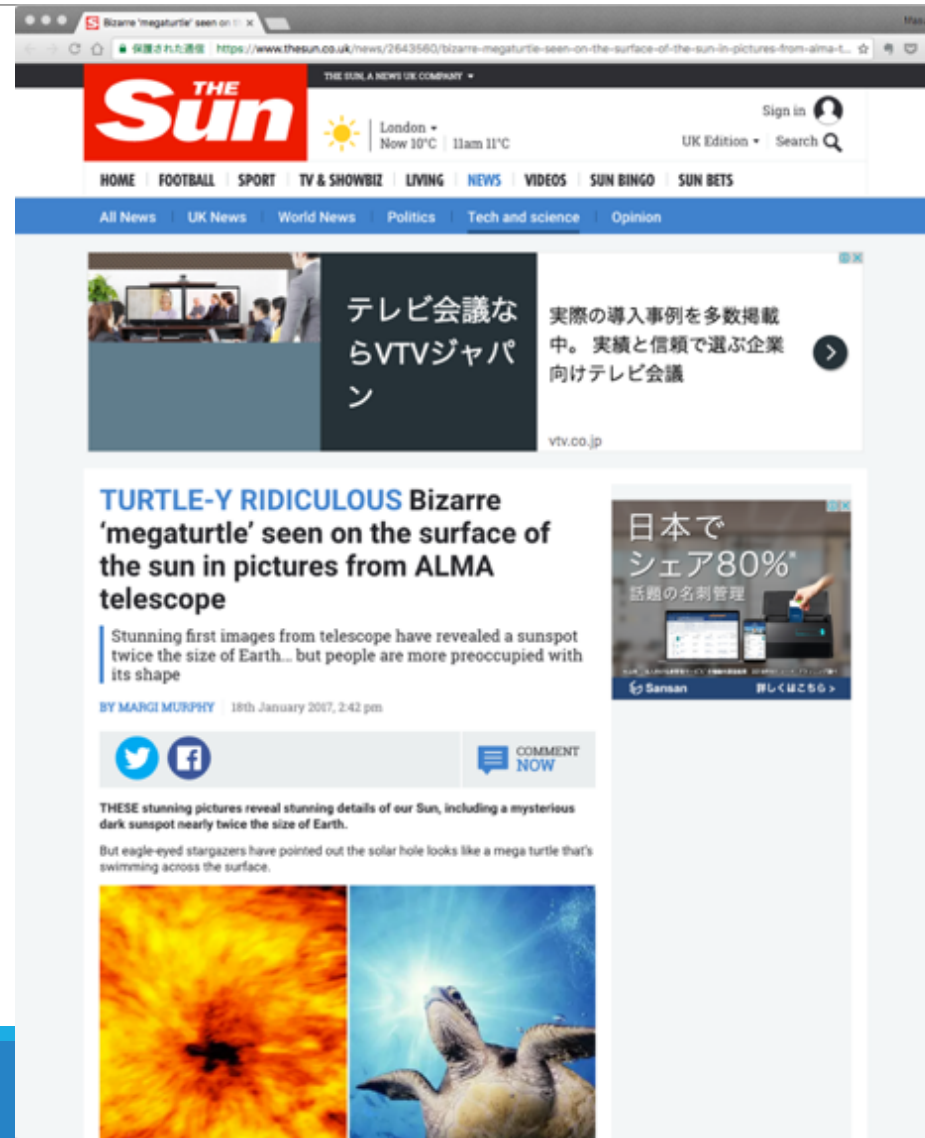 Bizarre 'megaturtle' seen on th
Mas
保護された通信 https://www.thesun.co.uk/news/2643560/bizarre-megaturtle-seen-on-the-surface-of-the-sun-in-pictures-from-alma-t...
THE SUN, A NEWS UK COMPANY
THE
Sun
London
Now 10°C 11am 11°C
Sign in
UK Edition Search
HOME FOOTBALL SPORT TV & SHOWBIZ LIVING NEWS VIDEOS SUN BINGO SUN BETS
All News UK News World News Politics Tech and science Opinion
テレビ会議な
らVTVジャパ
ン
実際の導入事例を多数掲載
中。 実績と信頼で選ぶ企業
向けテレビ会議
vtv.co.jp
TURTLE-Y RIDICULOUS Bizarre
‘megaturtle’ seen on the surface of
the sun in pictures from ALMA
telescope
Stunning first images from telescope have revealed a sunspot
twice the size of Earth... but people are more preoccupied with
its shape
BY MARGI MURPHY 18th January 2017, 2:42 pm
COMMENT
NOW
THESE stunning pictures reveal stunning details of our Sun, including a mysterious
dark sunspot nearly twice the size of Earth.
But eagle-eyed stargazers have pointed out the solar hole looks like a mega turtle that's
swimming across the surface.
日本で
シェア80%*
話題の名刺管理
Sansan 詳しくはこちら >